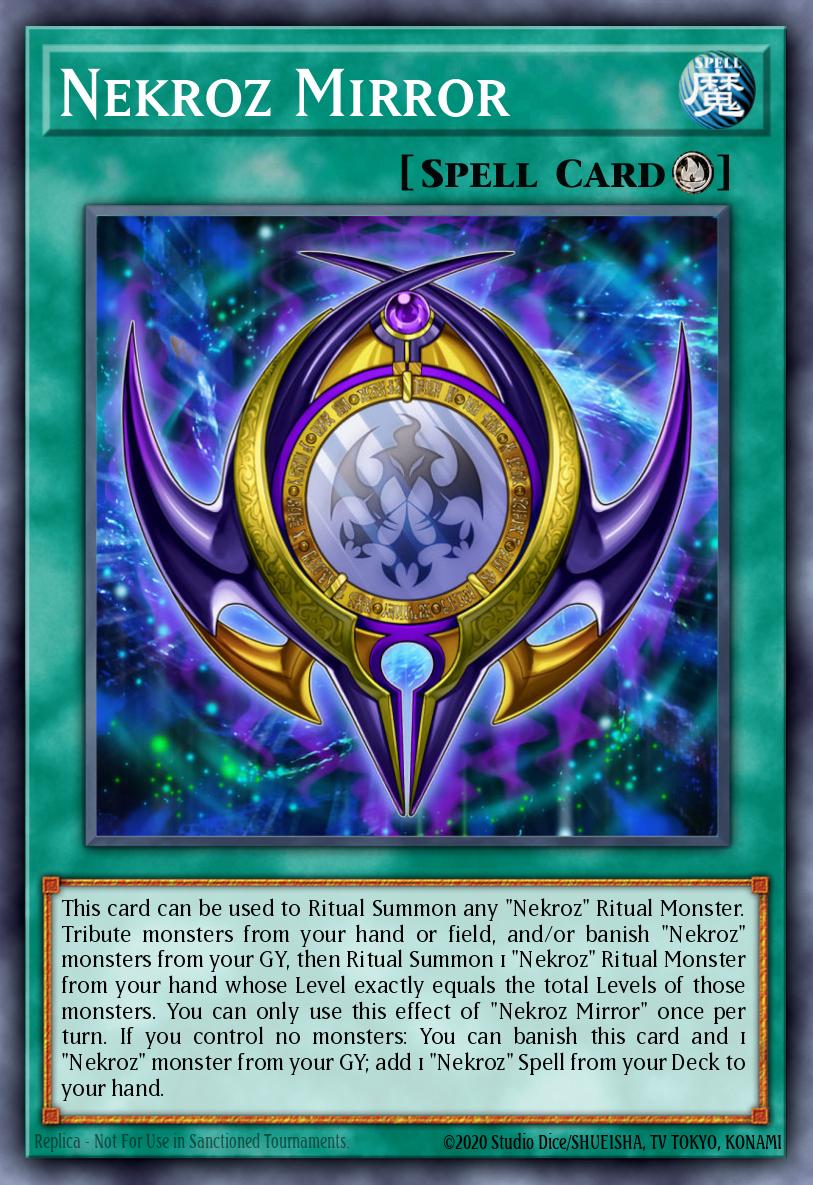 Nekroz Mirror
SPELL
魔
[Spell Card]
This card can be used to Ritual Summon any "Nekroz" Ritual Monster.
Tribute monsters from your hand or field, and/or banish "Nekroz"
monsters from your GY, then Ritual Summon 1 "Nekroz" Ritual Monster
from your hand whose Level exactly equals the total Levels of those
monsters. You can only use this effect of "Nekroz Mirror" once per
turn. If you control no monsters: You can banish this card and 1
"Nekroz" monster from your GY; add 1 "Nekroz" Spell from your Deck to
your hand.
Replica - Not For Use in Sanctioned Tournaments.
©2020 Studio Dice/SHUEISHA, TV TOKYO, KONAMI